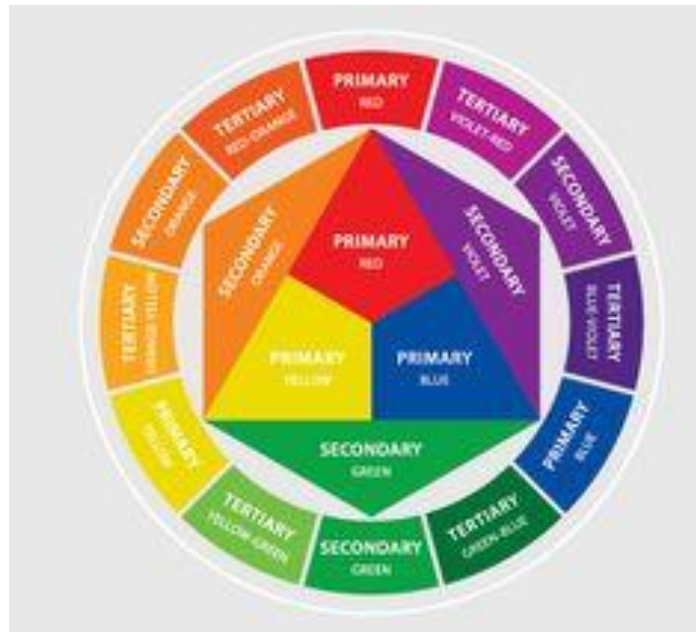 PRIMARY
RED
TERTIARY
VIOLET-RED
SECONDARY
VIOLET
TERTIARY
BLUE-VIOLET
PRIMARY
BLUE
TERTIARY
GREEN-BLUE
SECONDARY
GREEN
TERTIARY
YELLOW-GREEN
PRIMARY
YELLOW
TERTIARY
ORANGE-YELLOW
SECONDARY
ORANGE
TERTIARY
RED-ORANGE
PRIMARY
RED
SECONDARY
VIOLET
PRIMARY
BLUE
SECONDARY
GREEN
PRIMARY
YELLOW
SECONDARY
ORANGE